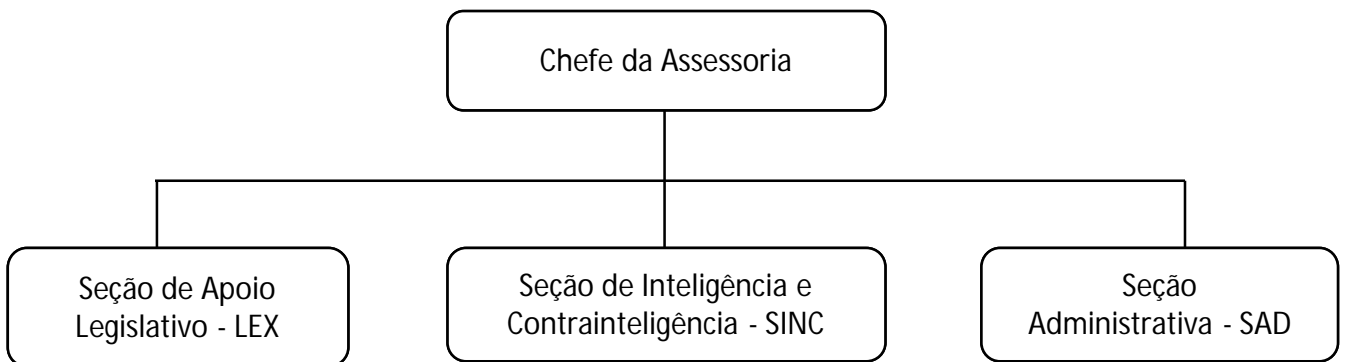 Chefe da Assessoria
Seção de Apoio
Legislativo - LEX
Seção de Inteligência e
Contrainteligência - SINC
Seção
Administrativa - SAD